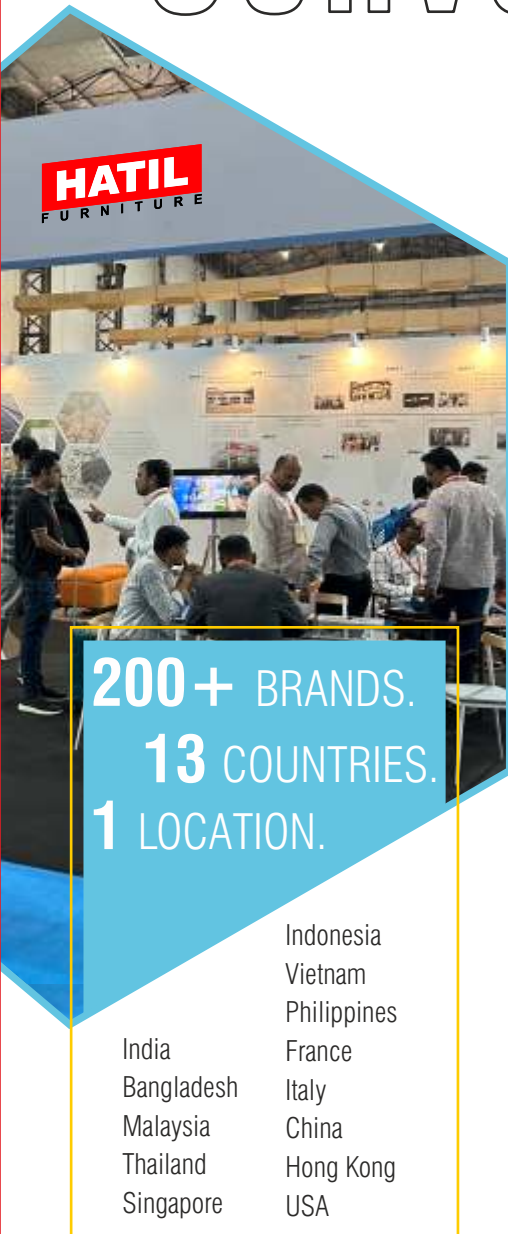 HATIL
FURNITURE
200+ BRANDS.
13 COUNTRIES.
1 LOCATION.
India
Bangladesh
Malaysia
Thailand
Singapore
Indonesia
Vietnam
Philippines
France
Italy
China
Hong Kong
USA